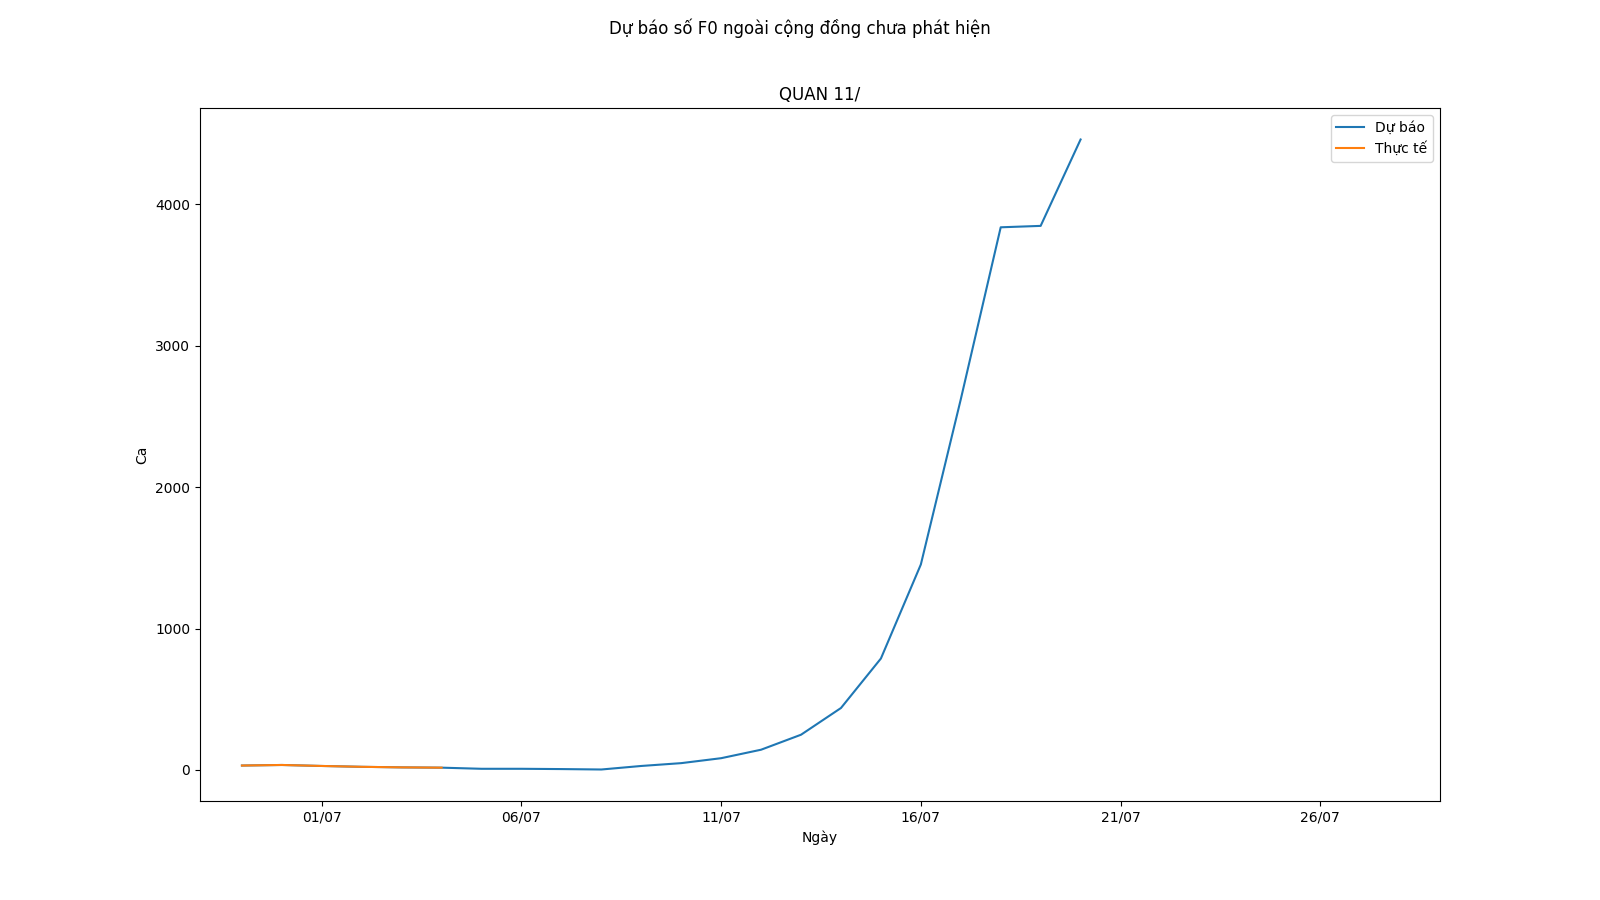 Dự báo số F0 ngoài cộng đồng chưa phát hiện
QUAN 11/
Dự báo
Thực tế
4000
3000
2000
1000
0
Ca
01/07
06/07
11/07
16/07
21/07
26/07
Ngày